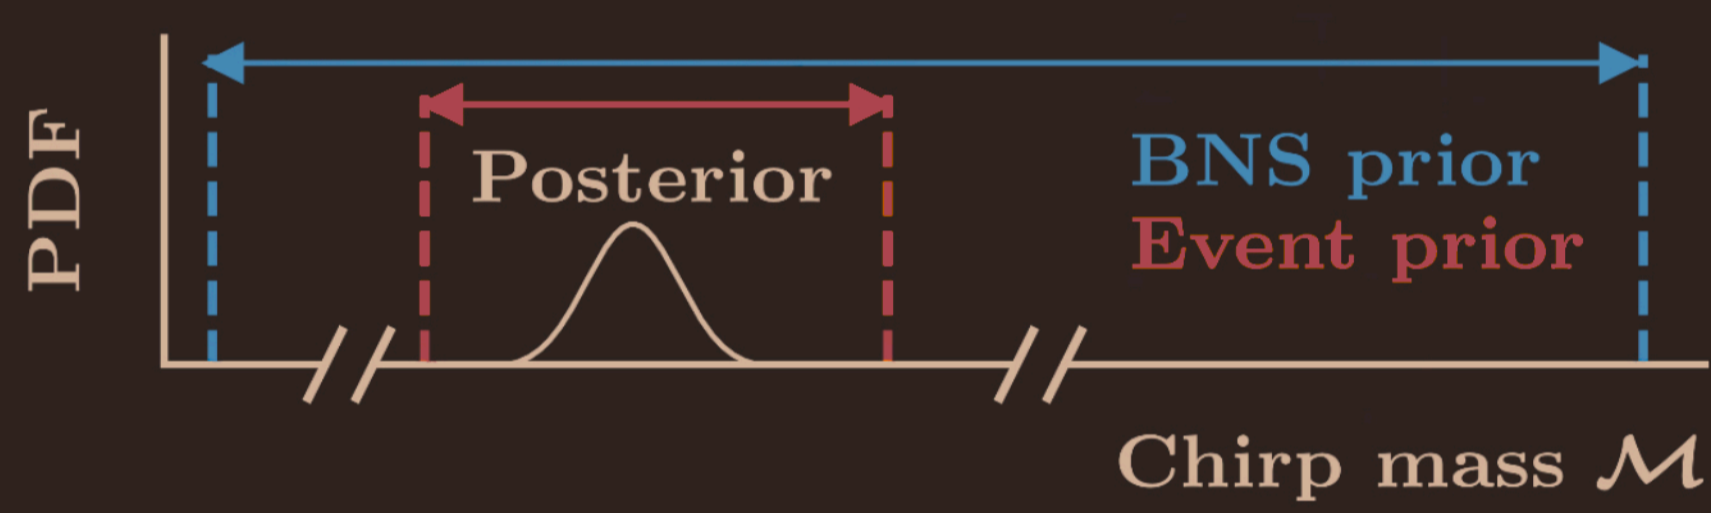 PDF
Posterior
BNS prior
Event prior
Chirp mass ℳ